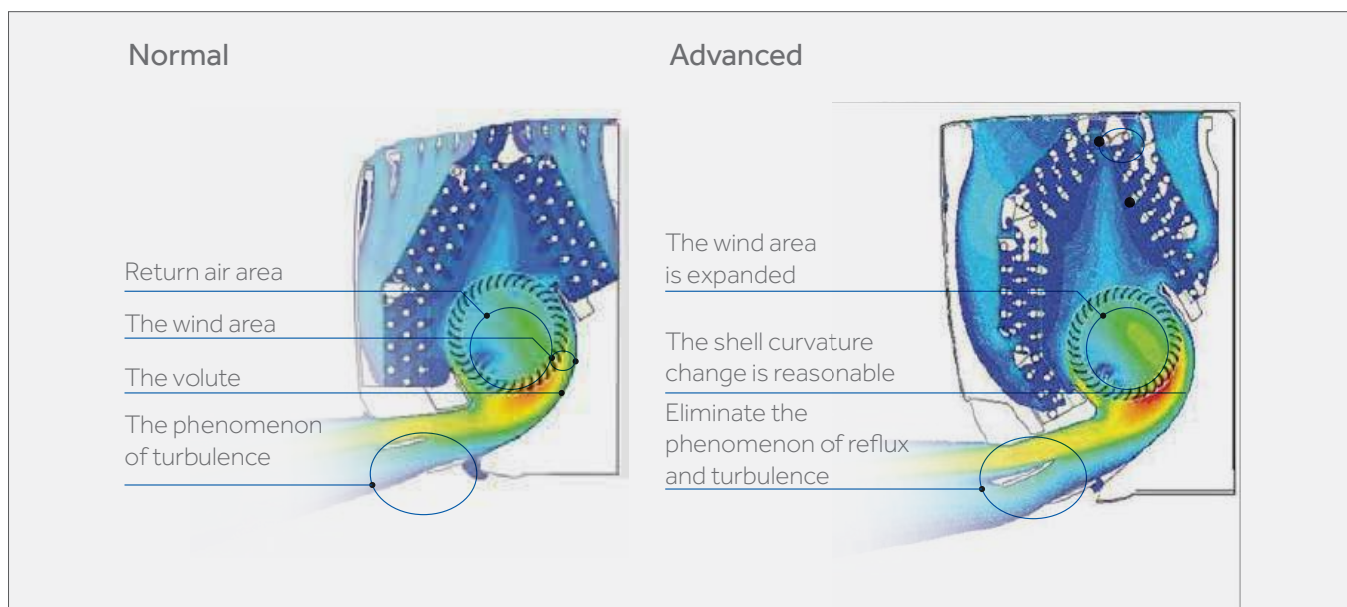 Normal
Return air area
The wind area
The volute
The phenomenon
of turbulence
Advanced
The wind area
is expanded
The shell curvature
change is reasonable
Eliminate the
phenomenon of reflux
and turbulence